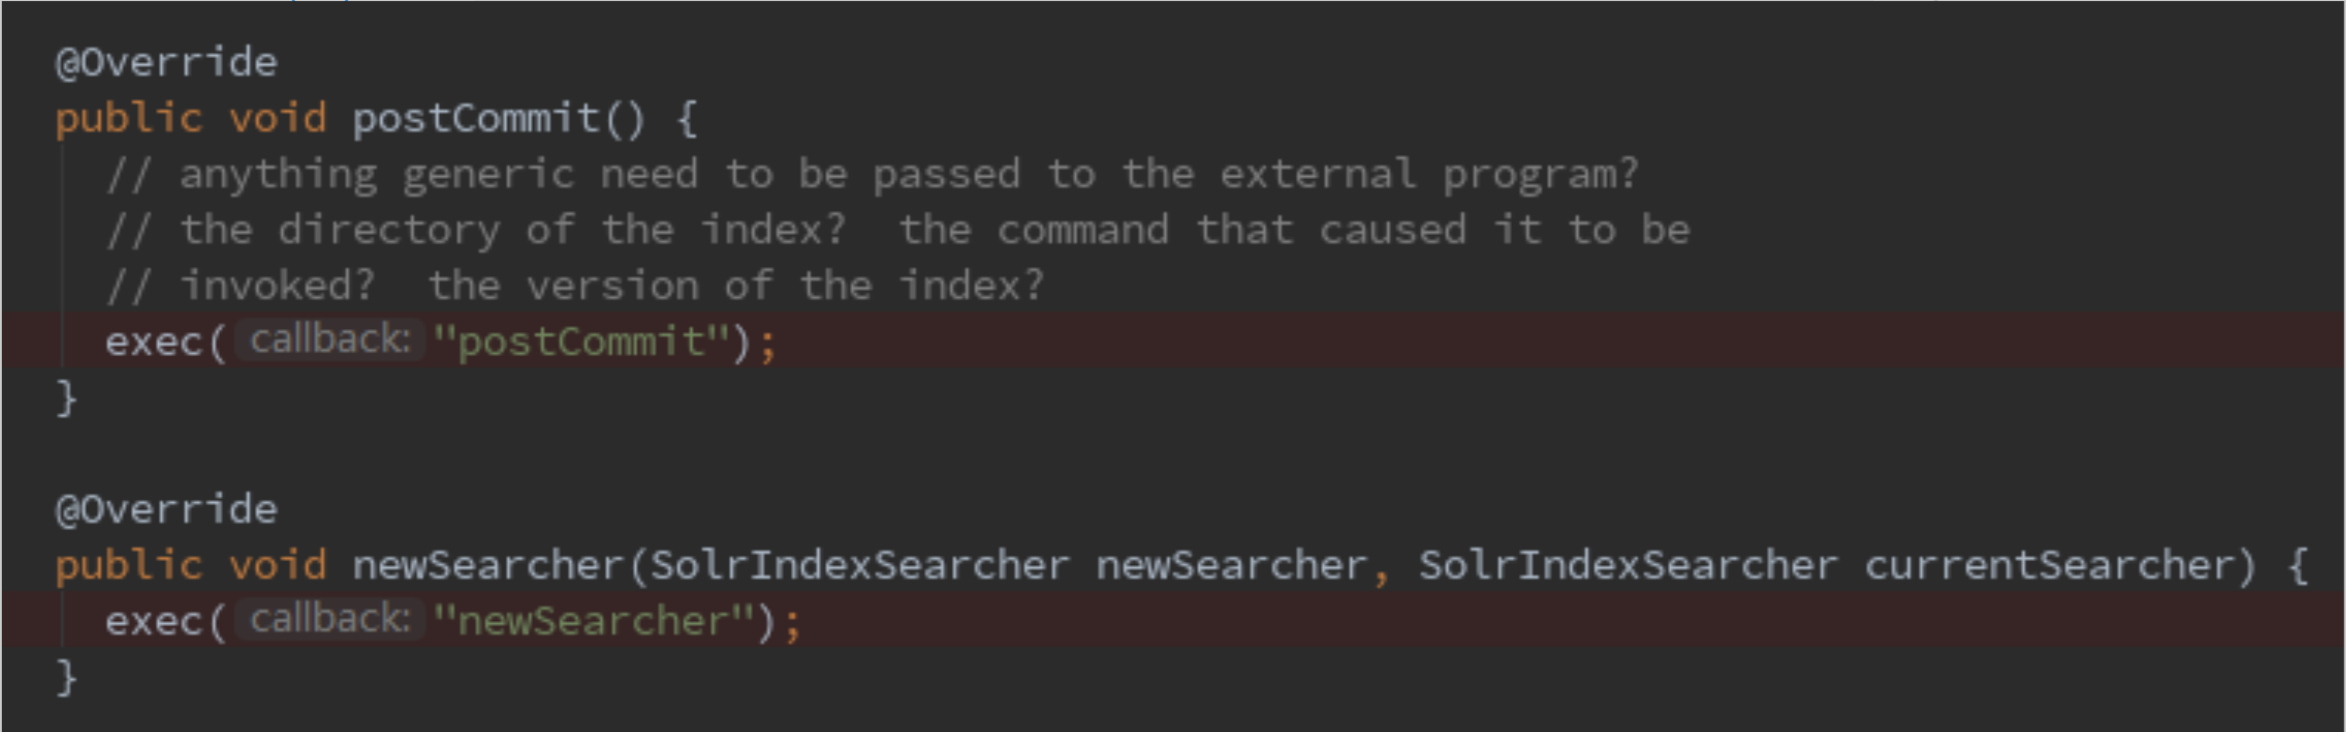 @Override
public void postCommit() {
// anything generic need to be passed to the external program?
// the directory of the index?  the command that caused it to be
// invoked?  the version of the index?
exec( callback: "postCommit");
}
@Override
public void newSearcher(SolrIndexSearcher newSearcher, SolrIndexSearcher currentSearcher) {
exec( callback: "newSearcher");
}